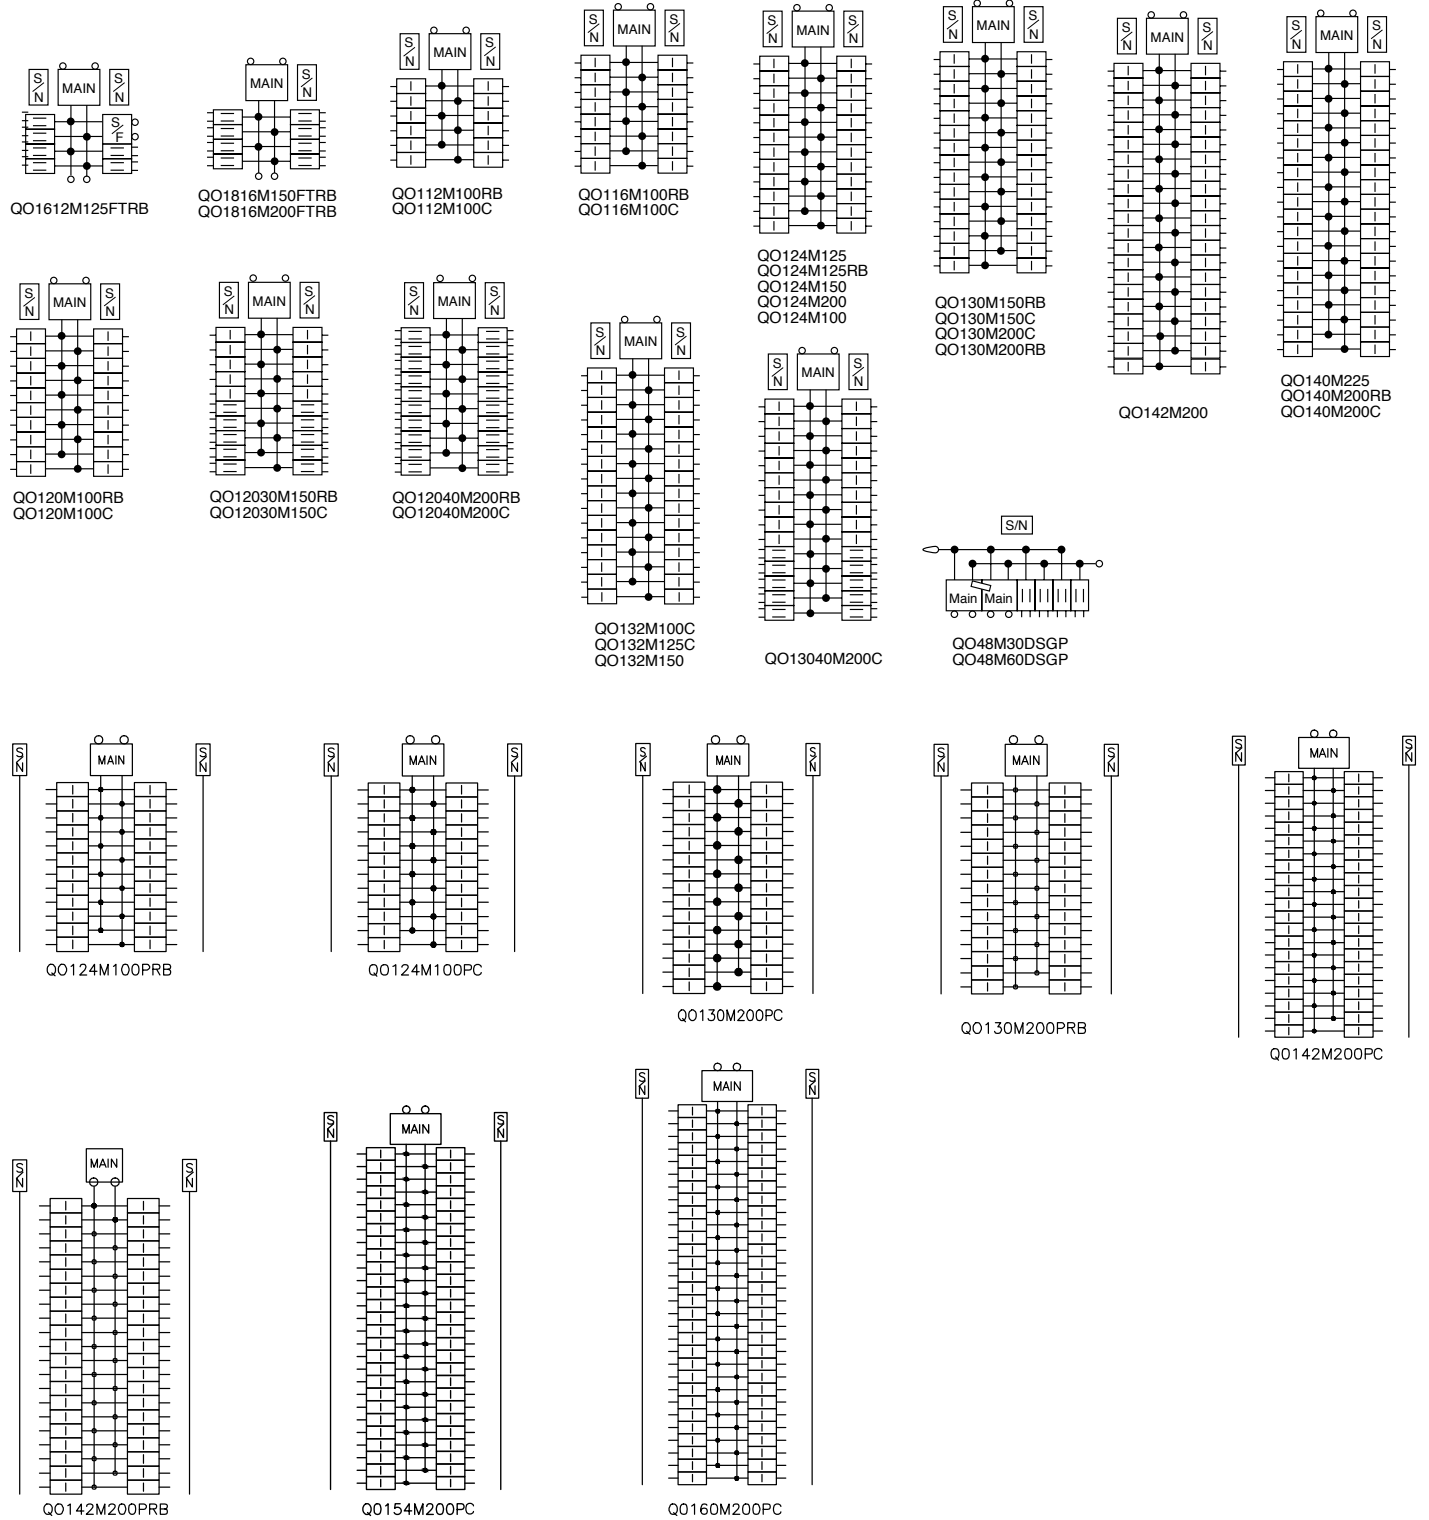 S/N
S/N
MAIN
S/F
QO1612M125FTRB
MAIN
S/N
QO1816M150FTRB
QO1816M200FTRB
S/N
MAIN
S/N
QO112M100RB
QO112M100C
S/N
MAIN
S/N
QO116M100RB
QO116M100C
S/N
MAIN
S/N
QO124M125
QO124M125RB
QO124M150
QO124M200
QO124M100
S/N
MAIN
S/N
QO130M150RB
QO130M150C
QO130M200C
QO130M200RB
S/N
MAIN
S/N
QO142M200
S/N
MAIN
S/N
QO140M225
QO140M200RB
QO140M200C
S/N
MAIN
S/N
QO120M100RB
QO120M100C
S/N
MAIN
S/N
QO12030M150RB
QO12030M150C
S/N
MAIN
S/N
QO12040M200RB
QO12040M200C
S/N
MAIN
S/N
QO132M100C
QO132M125C
QO132M150
S/N
MAIN
S/N
QO13040M200C
S/N
Main Main
QO48M30DSGP
QO48M60DSGP
S/N
MAIN
S/N
QO124M100PRB
S/N
MAIN
S/N
QO124M100PC
S/N
MAIN
S/N
QO130M200PC
S/N
MAIN
S/N
QO130M200PRB
S/N
MAIN
S/N
QO142M200PC
S/N
MAIN
S/N
QO142M200PRB
S/N
MAIN
S/N
QO154M200PC
S/N
MAIN
S/N
QO160M200PC